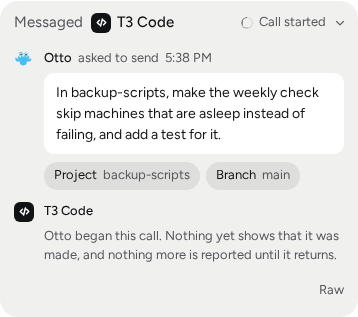 Messaged T3 Code Call started
Otto asked to send 5:38 PM
In backup-scripts, make the weekly check
skip machines that are asleep instead of
failing, and add a test for it.
Project backup-scripts Branch main
T3 Code
Otto began this call. Nothing yet shows that it was
made, and nothing more is reported until it returns.
Raw